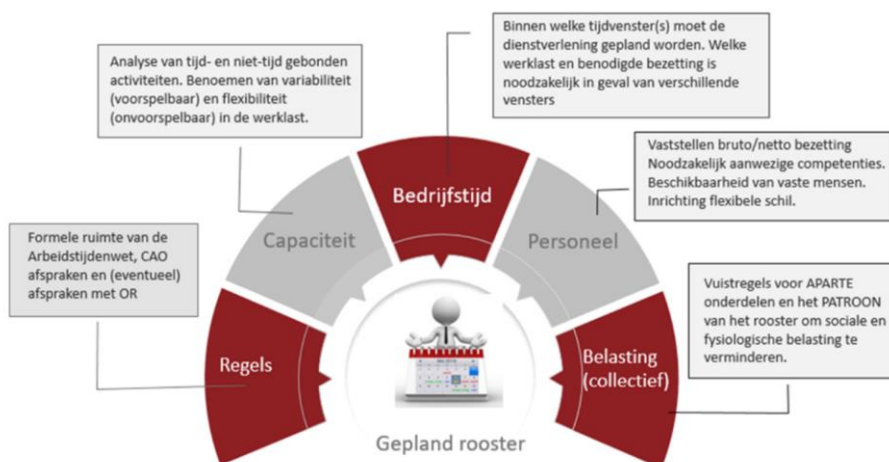 Analyse van tijd- en niet-tijd gebonden
activiteiten. Benoemen van variabiliteit
(voorspelbaar) en flexibiliteit
(onvoorspelbaar) in de werklast.
Binnen welke tijdvenster(s) moet de
dienstverlening gepland worden. Welke
werklast en benodigde bezetting is
noodzakelijk in geval van verschillende
vensters
Vaststellen bruto/netto bezetting
Noodzakelijk aanwezige competenties.
Beschikbaarheid van vaste mensen.
Inrichting flexibele schil.
Formele ruimte van de
Arbeidstijdenwet, CAO
afspraken en (eventueel)
afspraken met OR
Vuistregels voor APARTE
onderdelen en het PATROON
van het rooster om sociale en
fysiologische belasting te
verminderen.
Regels
Capaciteit
Bedrijfstijd
Personeel
Belasting
(collectief)
Gepland rooster